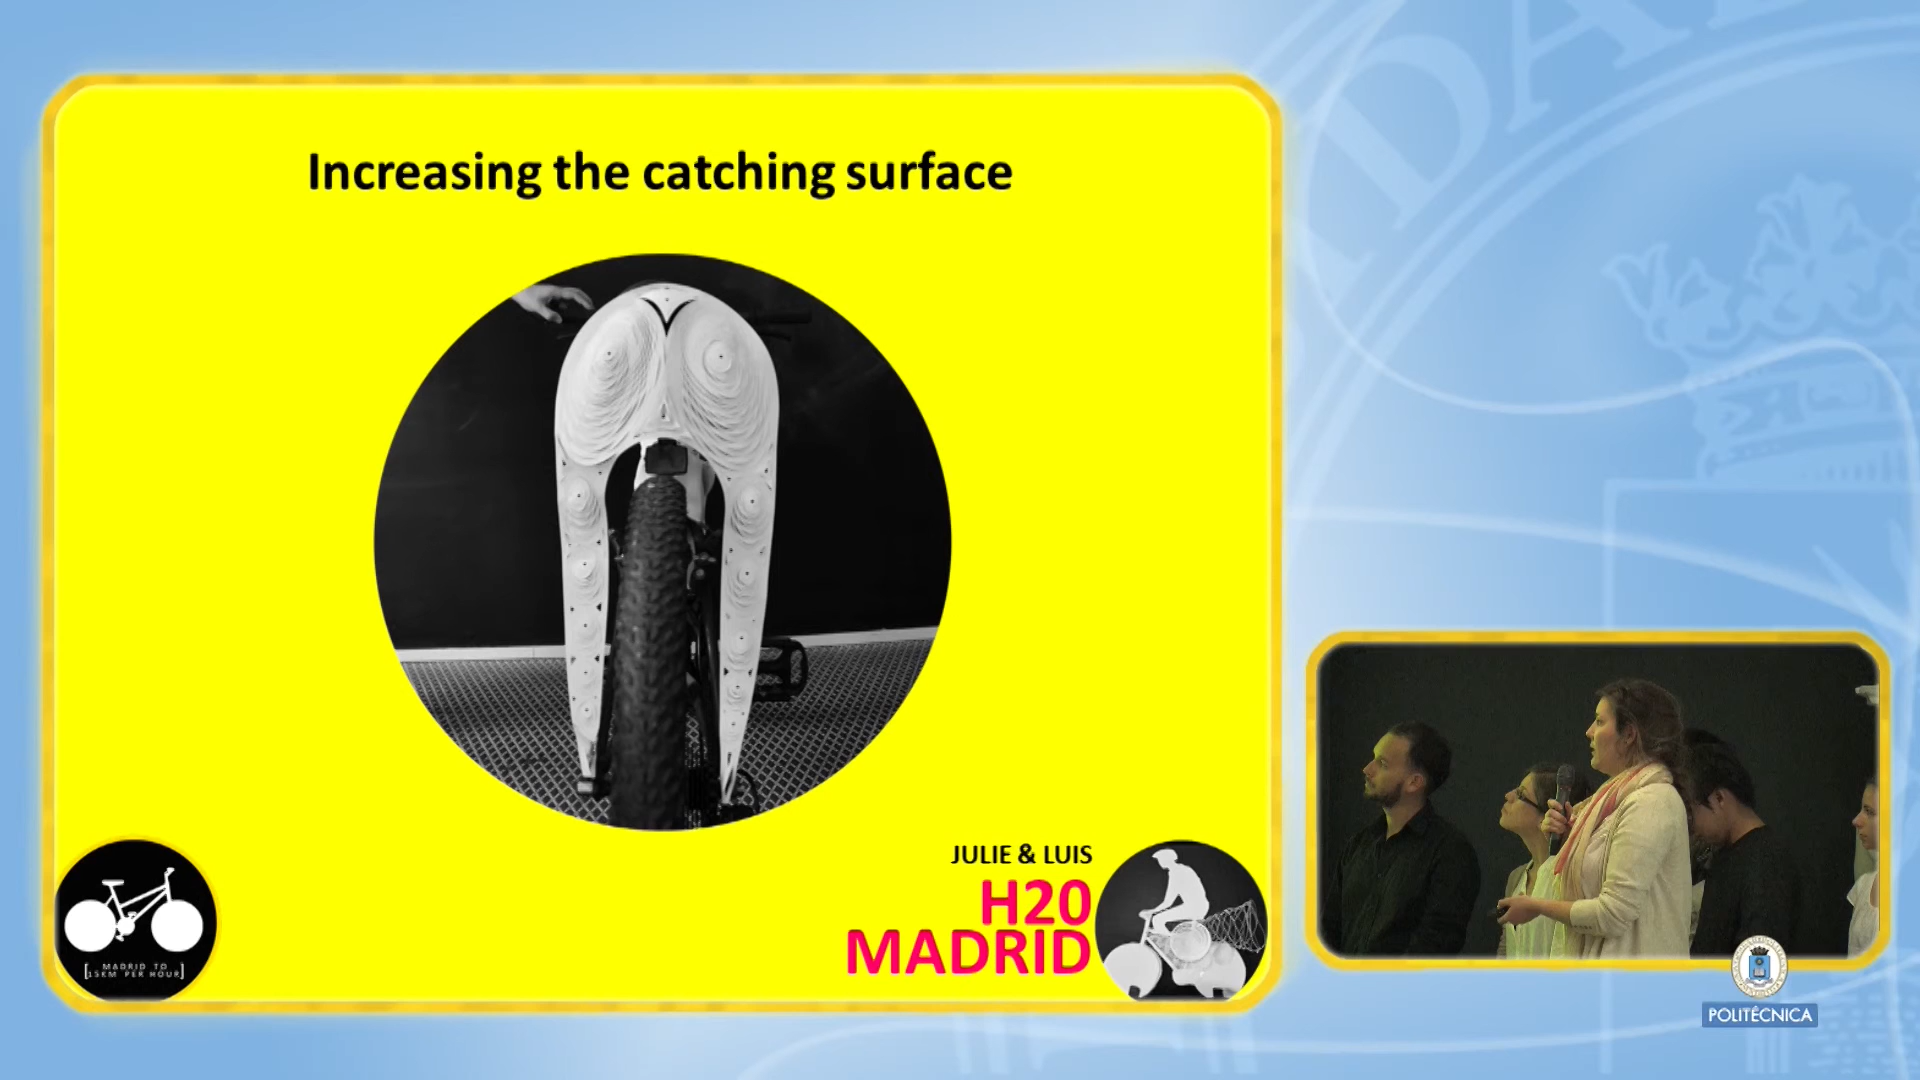 Increasing the catching surface
JULIE & LUIS
H20
MADRID
[MADRID TO
15KM PER HOUR]
POLITÉCNICA